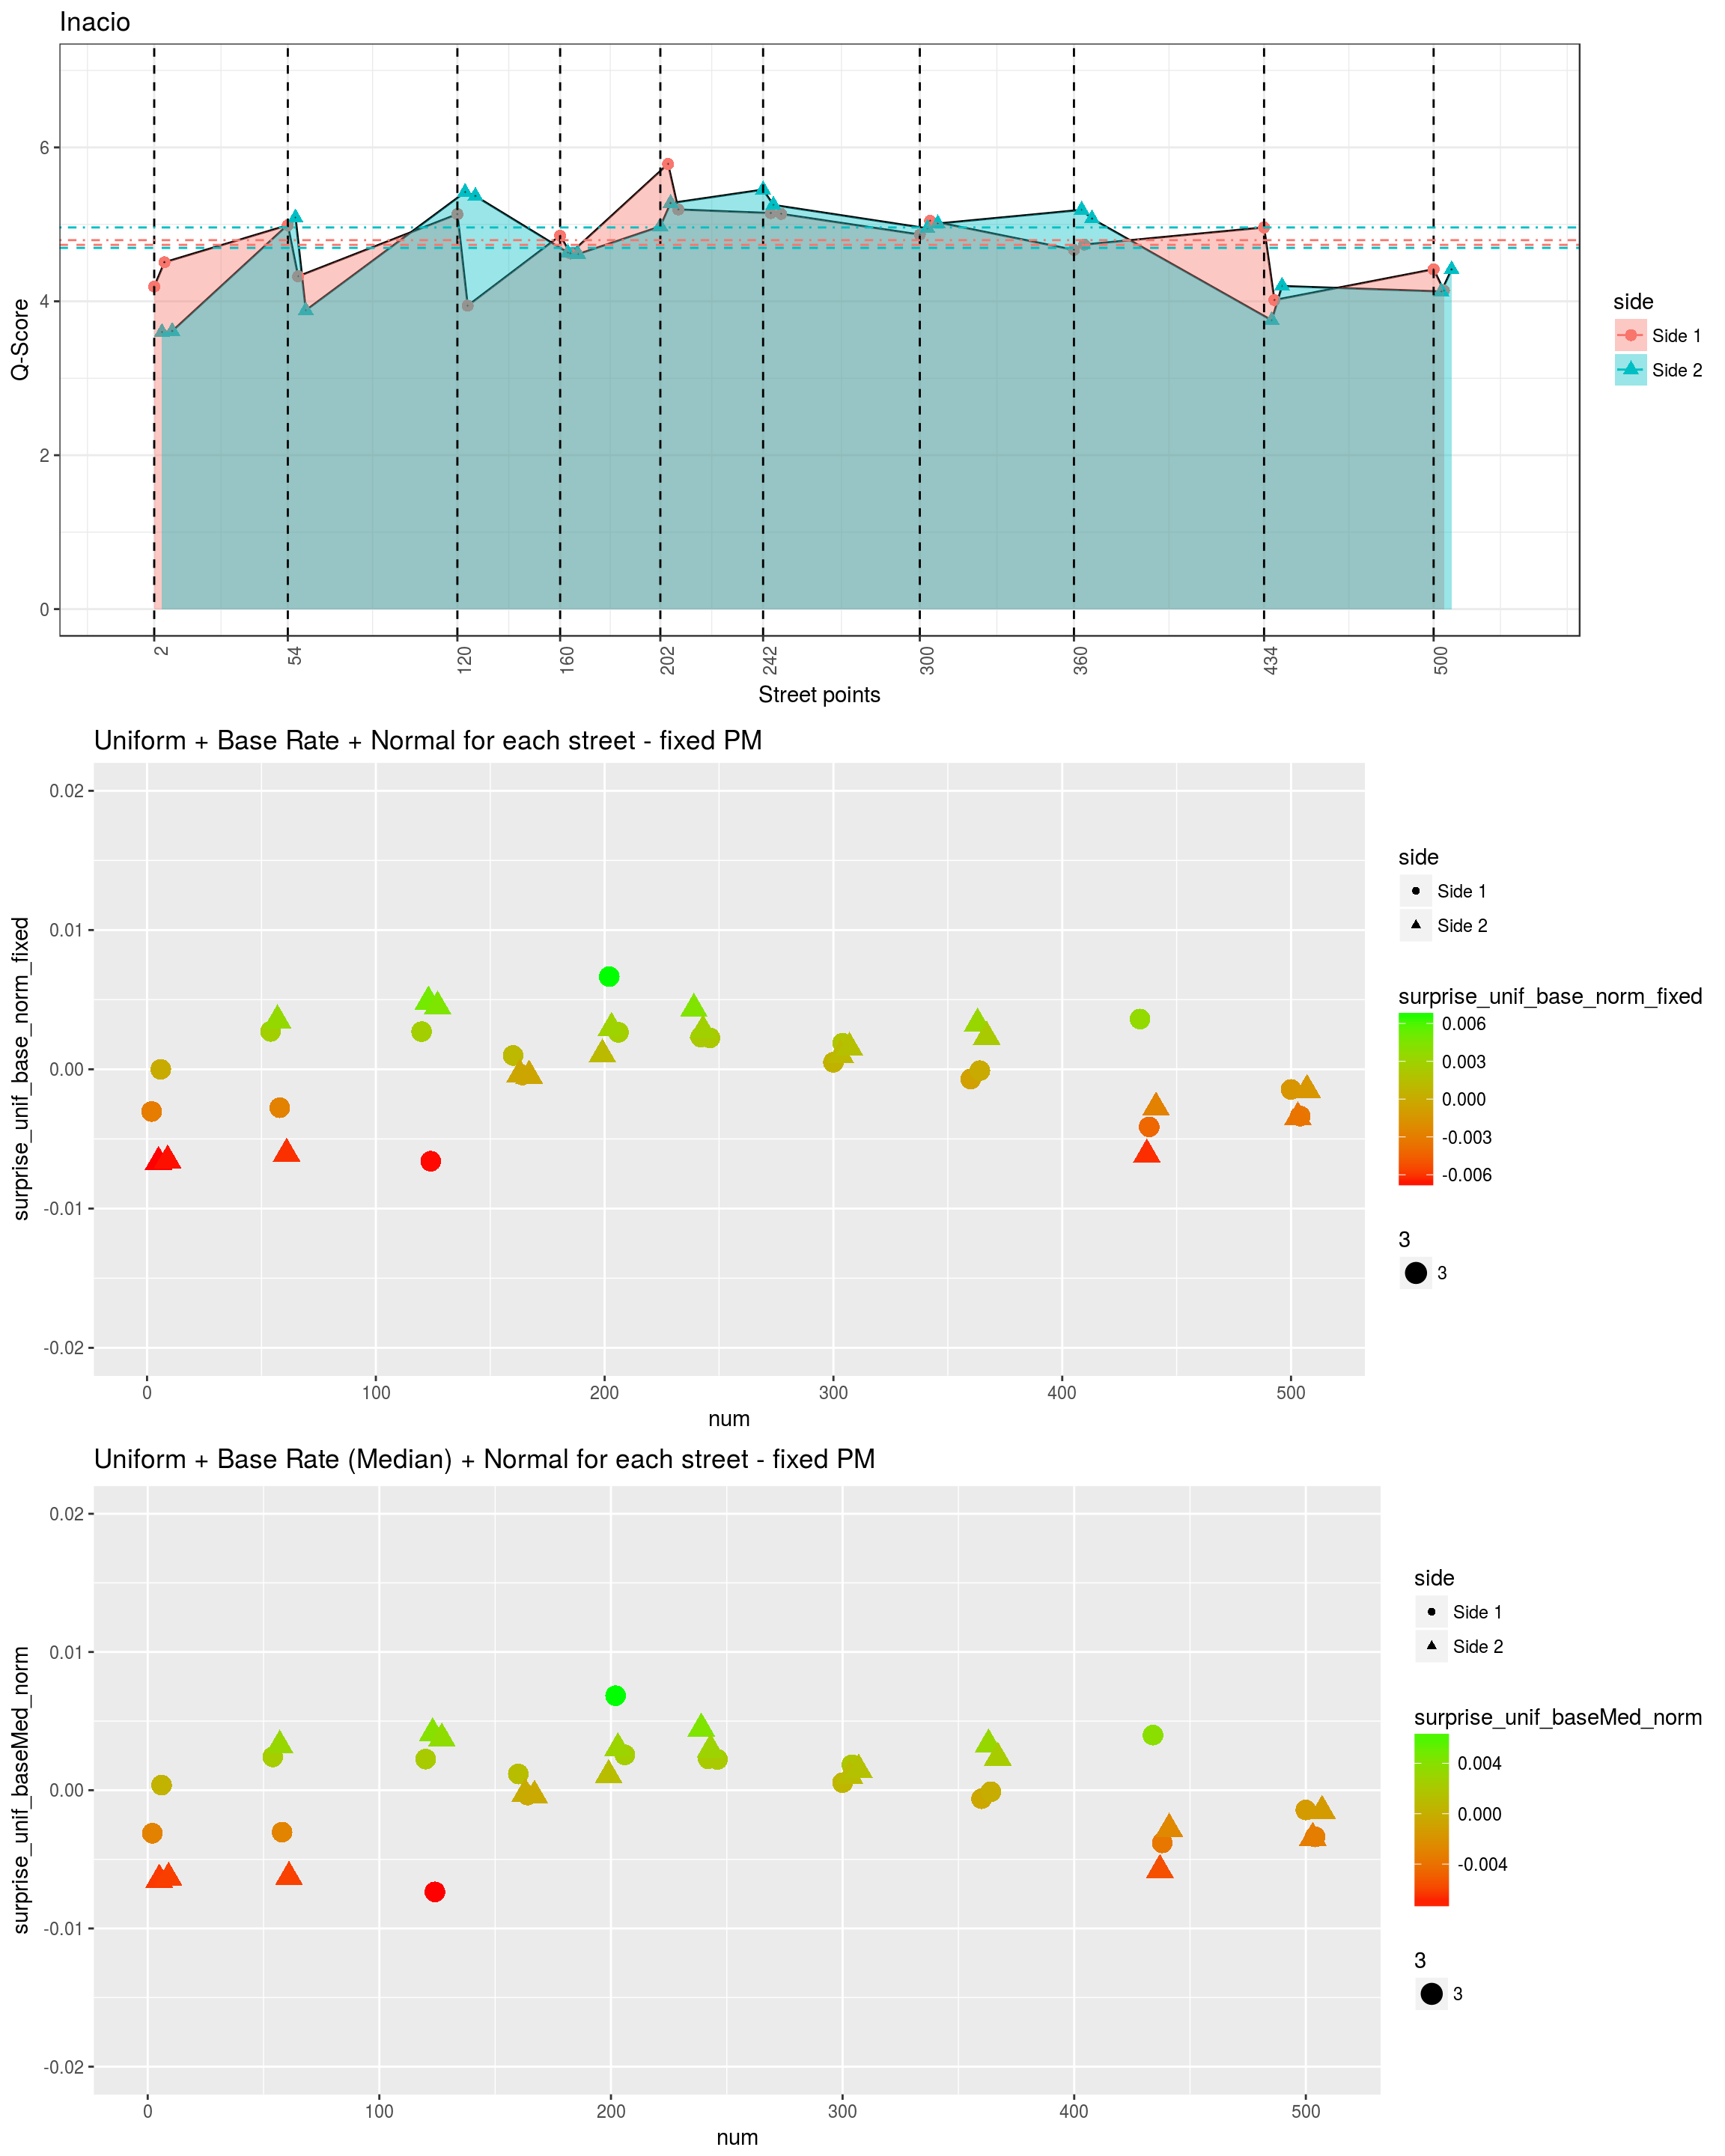 Inacio
6
4
2
0
Q-Score
2
54
120
160
202
242
300
360
434
500
Street points
side
Side 1
Side 2
Uniform + Base Rate + Normal for each street - fixed PM
0.02
0.01
0.00
-0.01
-0.02
surprise_unif_base_norm_fixed
0
100
200
300
400
500
num
side
Side 1
Side 2
surprise_unif_base_norm_fixed
0.006
0.003
0.000
-0.003
-0.006
3
3
Uniform + Base Rate (Median) + Normal for each street - fixed PM
0.02
0.01
0.00
-0.01
-0.02
surprise_unif_baseMed_norm
0
100
200
300
400
500
num
side
Side 1
Side 2
surprise_unif_baseMed_norm
0.004
0.000
-0.004
3
3